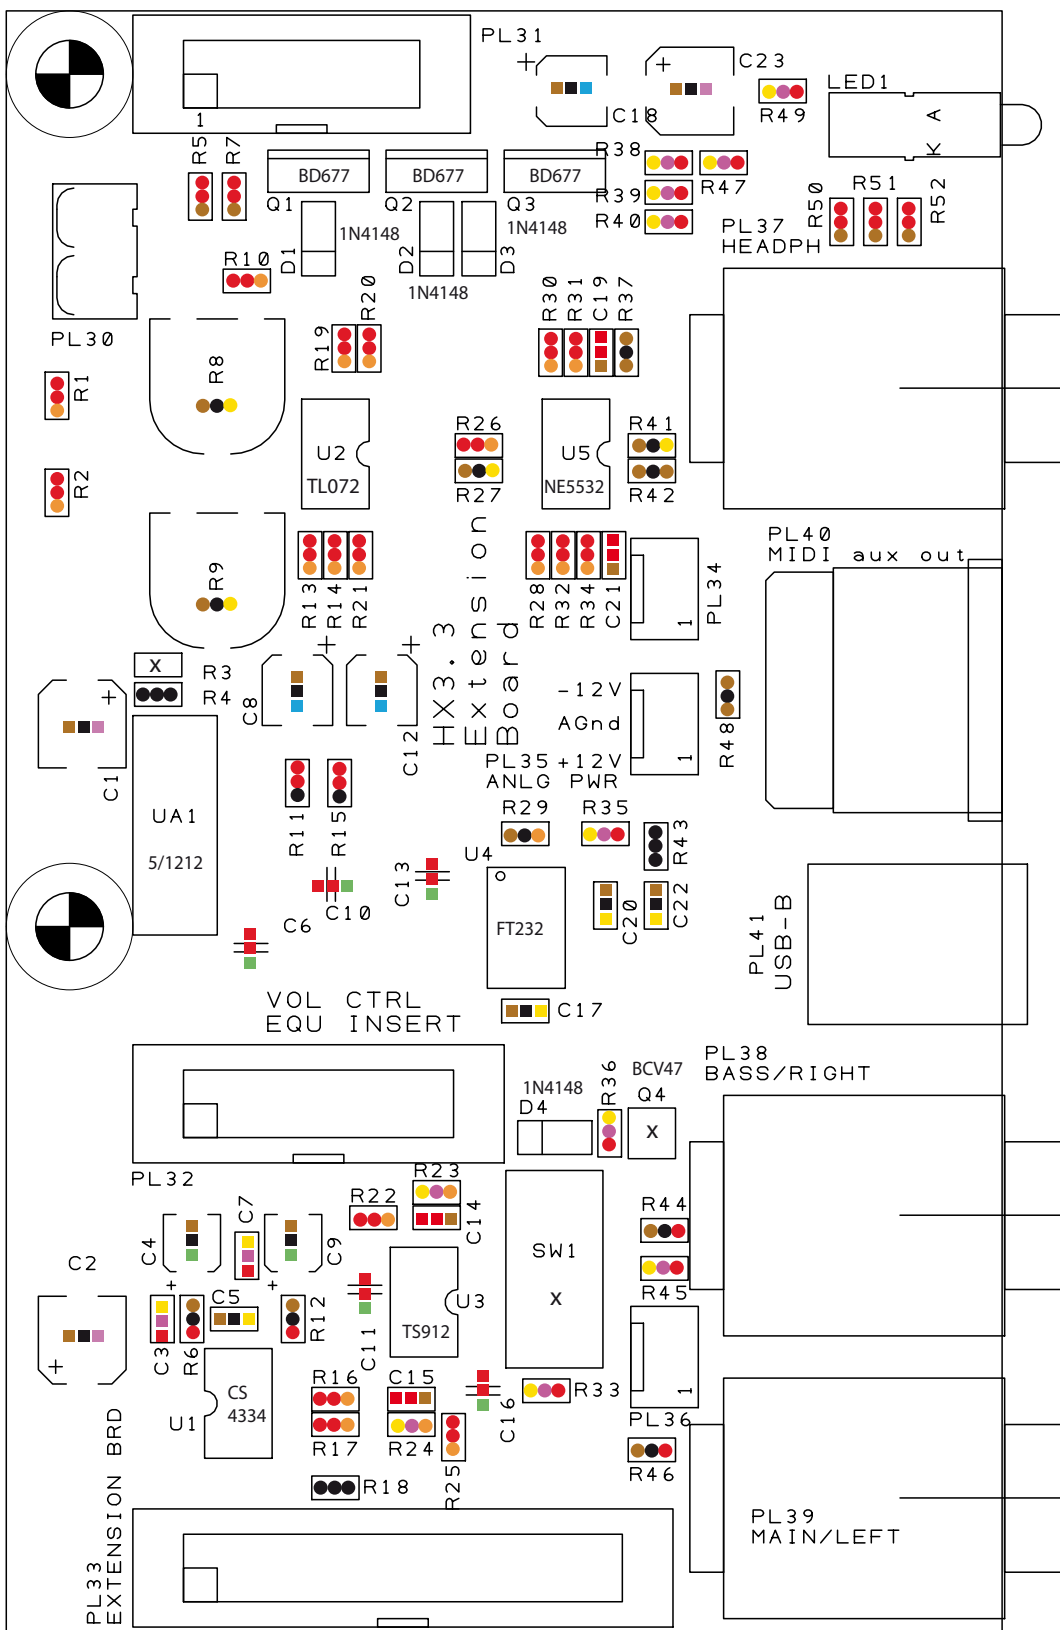 PL31
C23
LED1
C18
R49
K A
1
R5
R7
BD677
BD677
BD677
R38
R47
R39
R40
Q1
Q2
Q3
1N4148
1N4148
1N4148
D1
D2
D3
R50
R51
R52
PL37
HEADPH
R10
PL30
R19
R20
R30
R31
C19
R37
R1
R8
R2
U2
TL072
R26
R27
U5
NE5532
R41
R42
R9
R13
R14
R21
R28
R32
R34
C21
PL34
1
PL40
MIDI aux out
HX3.3
Extension
Board
X
R3
R4
C8
C12
C1
-12V
AGnd
+12V
1
R48
PL35
ANLG PWR
UA1
5/1212
R11
R15
R29
R35
R43
U4
FT232
C13
C10
C6
C20
C22
C17
PL41
USB-B
VOL CTRL
EQU INSERT
PL32
1N4148
D4
R36
BCV47
Q4
X
PL38
BASS/RIGHT
R23
R22
C14
C7
C4
C9
C2
C5
C3
R6
R12
C11
U3
TS912
SW1
X
R44
R45
PL36
1
U1
CS
4334
R16
R17
C15
R24
C16
R25
R33
R46
R18
PL33
EXTENSION BRD
PL39
MAIN/LEFT